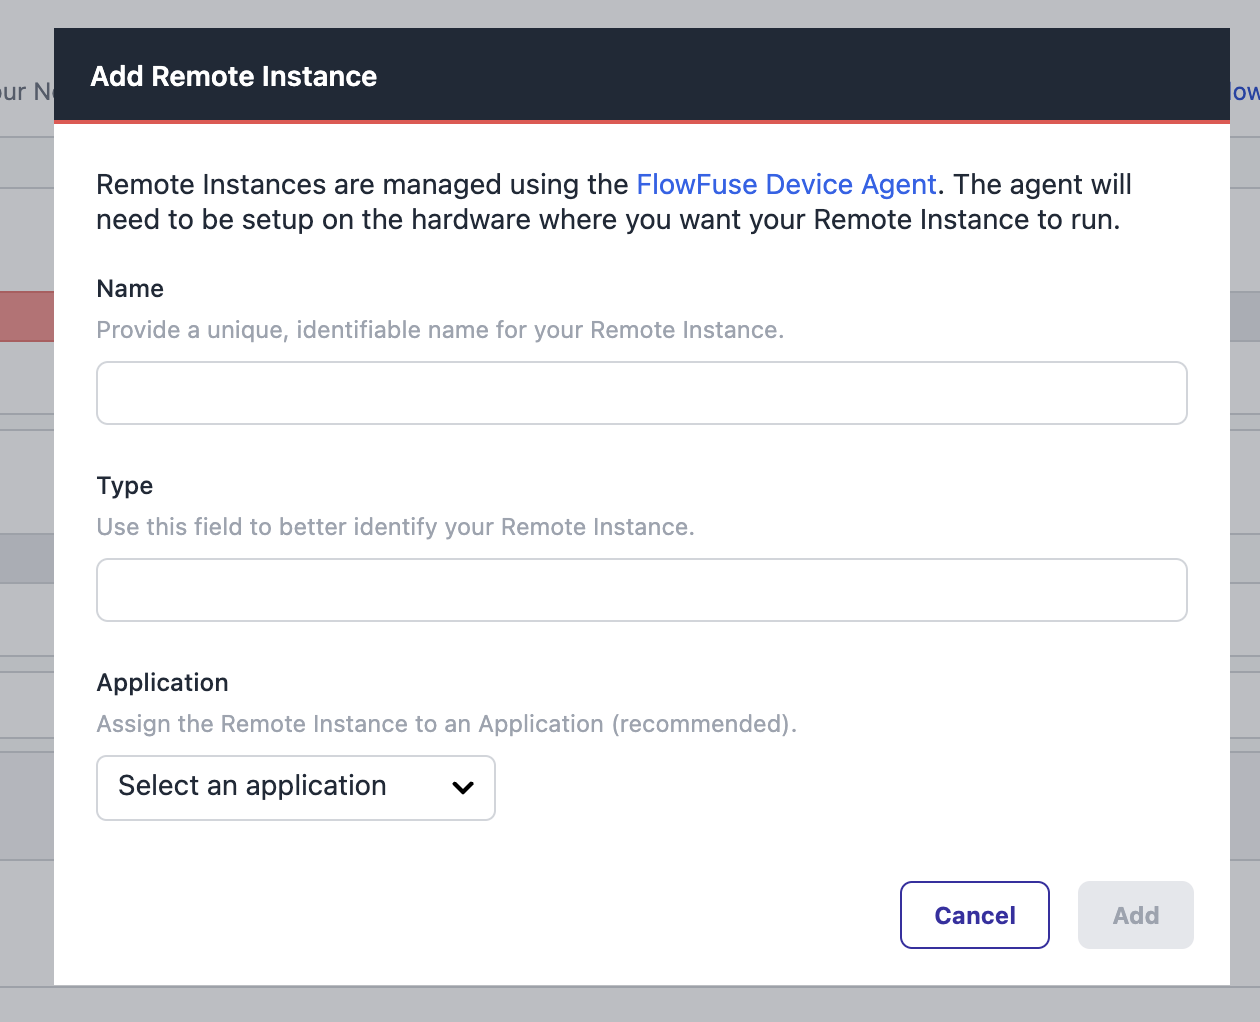 Add Remote Instance
Remote Instances are managed using the FlowFuse Device Agent. The agent will
need to be setup on the hardware where you want your Remote Instance to run.
Name
Provide a unique, identifiable name for your Remote Instance.
Type
Use this field to better identify your Remote Instance.
Application
Assign the Remote Instance to an Application (recommended).
Select an application
Cancel
Add